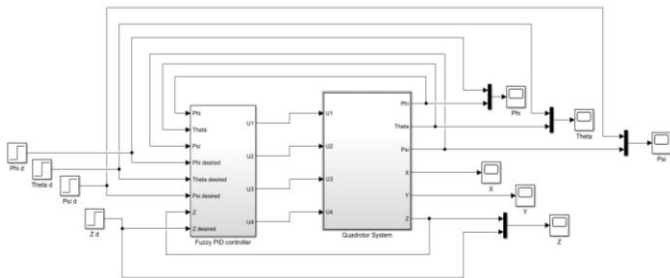 Phi d
Theta d
Psi d
Z d
Phi
Theta
Psi
Phi desired
Theta desired
Psi desired
Z
Z desired
U1
U2
U3
U4
Fuzzy PID controller
U1
U2
U3
U4
Phi
Theta
Psi
X
Y
Z
Quadrotor System
Phi
Theta
Psi
X
Y
Z